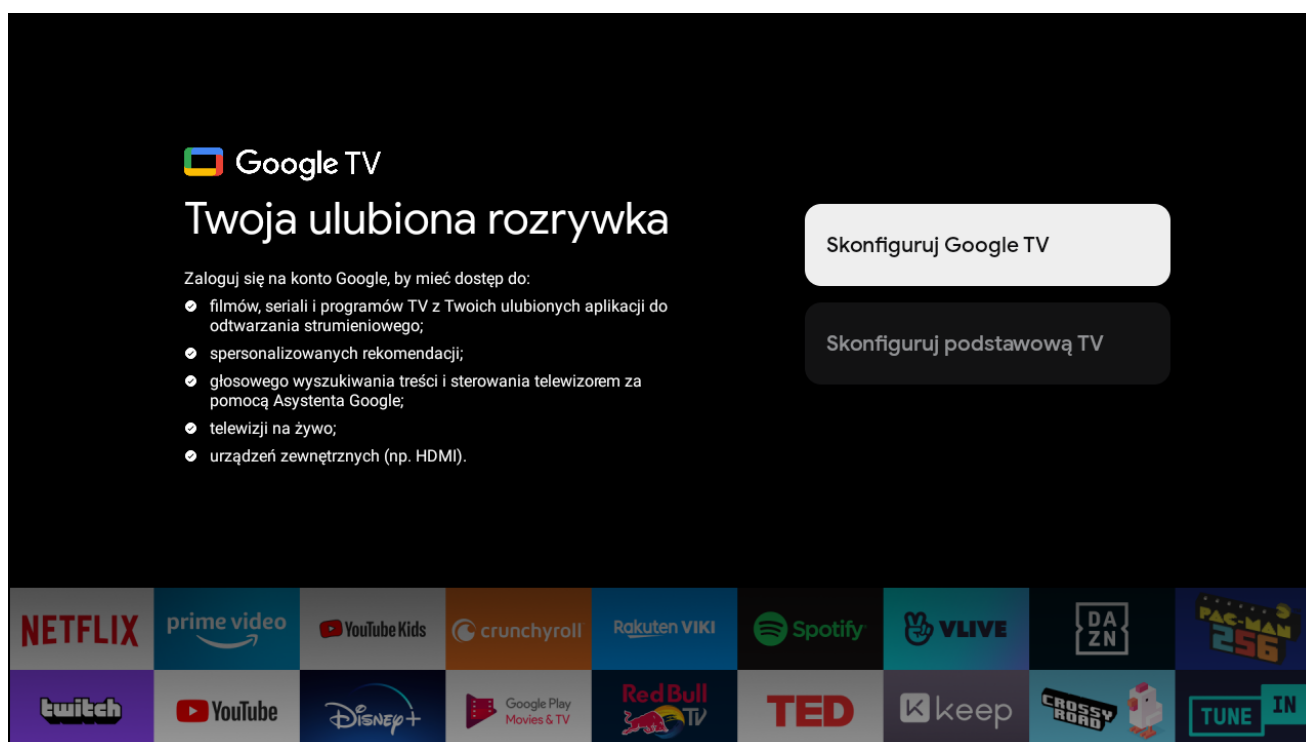 Google TV
Twoja ulubiona rozrywka
Zaloguj się na konto Google, by mieć dostęp do:
filmów, seriali i programów TV z Twoich ulubionych aplikacji do
odtwarzania strumieniowego;
spersonalizowanych rekomendacji;
głosowego wyszukiwania treści i sterowania telewizorem za
pomocą Asystenta Google;
telewizji na żywo;
urządzeń zewnętrznych (np. HDMI).
Skonfiguruj Google TV
Skonfiguruj podstawową TV
NETFLIX
prime video
YouTube Kids
crunchyroll
Rakuten VIKI
Spotify
VLIVE
DA
ZN
PAC-MAN
256
twitch
YouTube
Disney+
Google Play
Movies & TV
Red Bull
TV
TED
keep
CROSSY
ROAD
TUNE IN